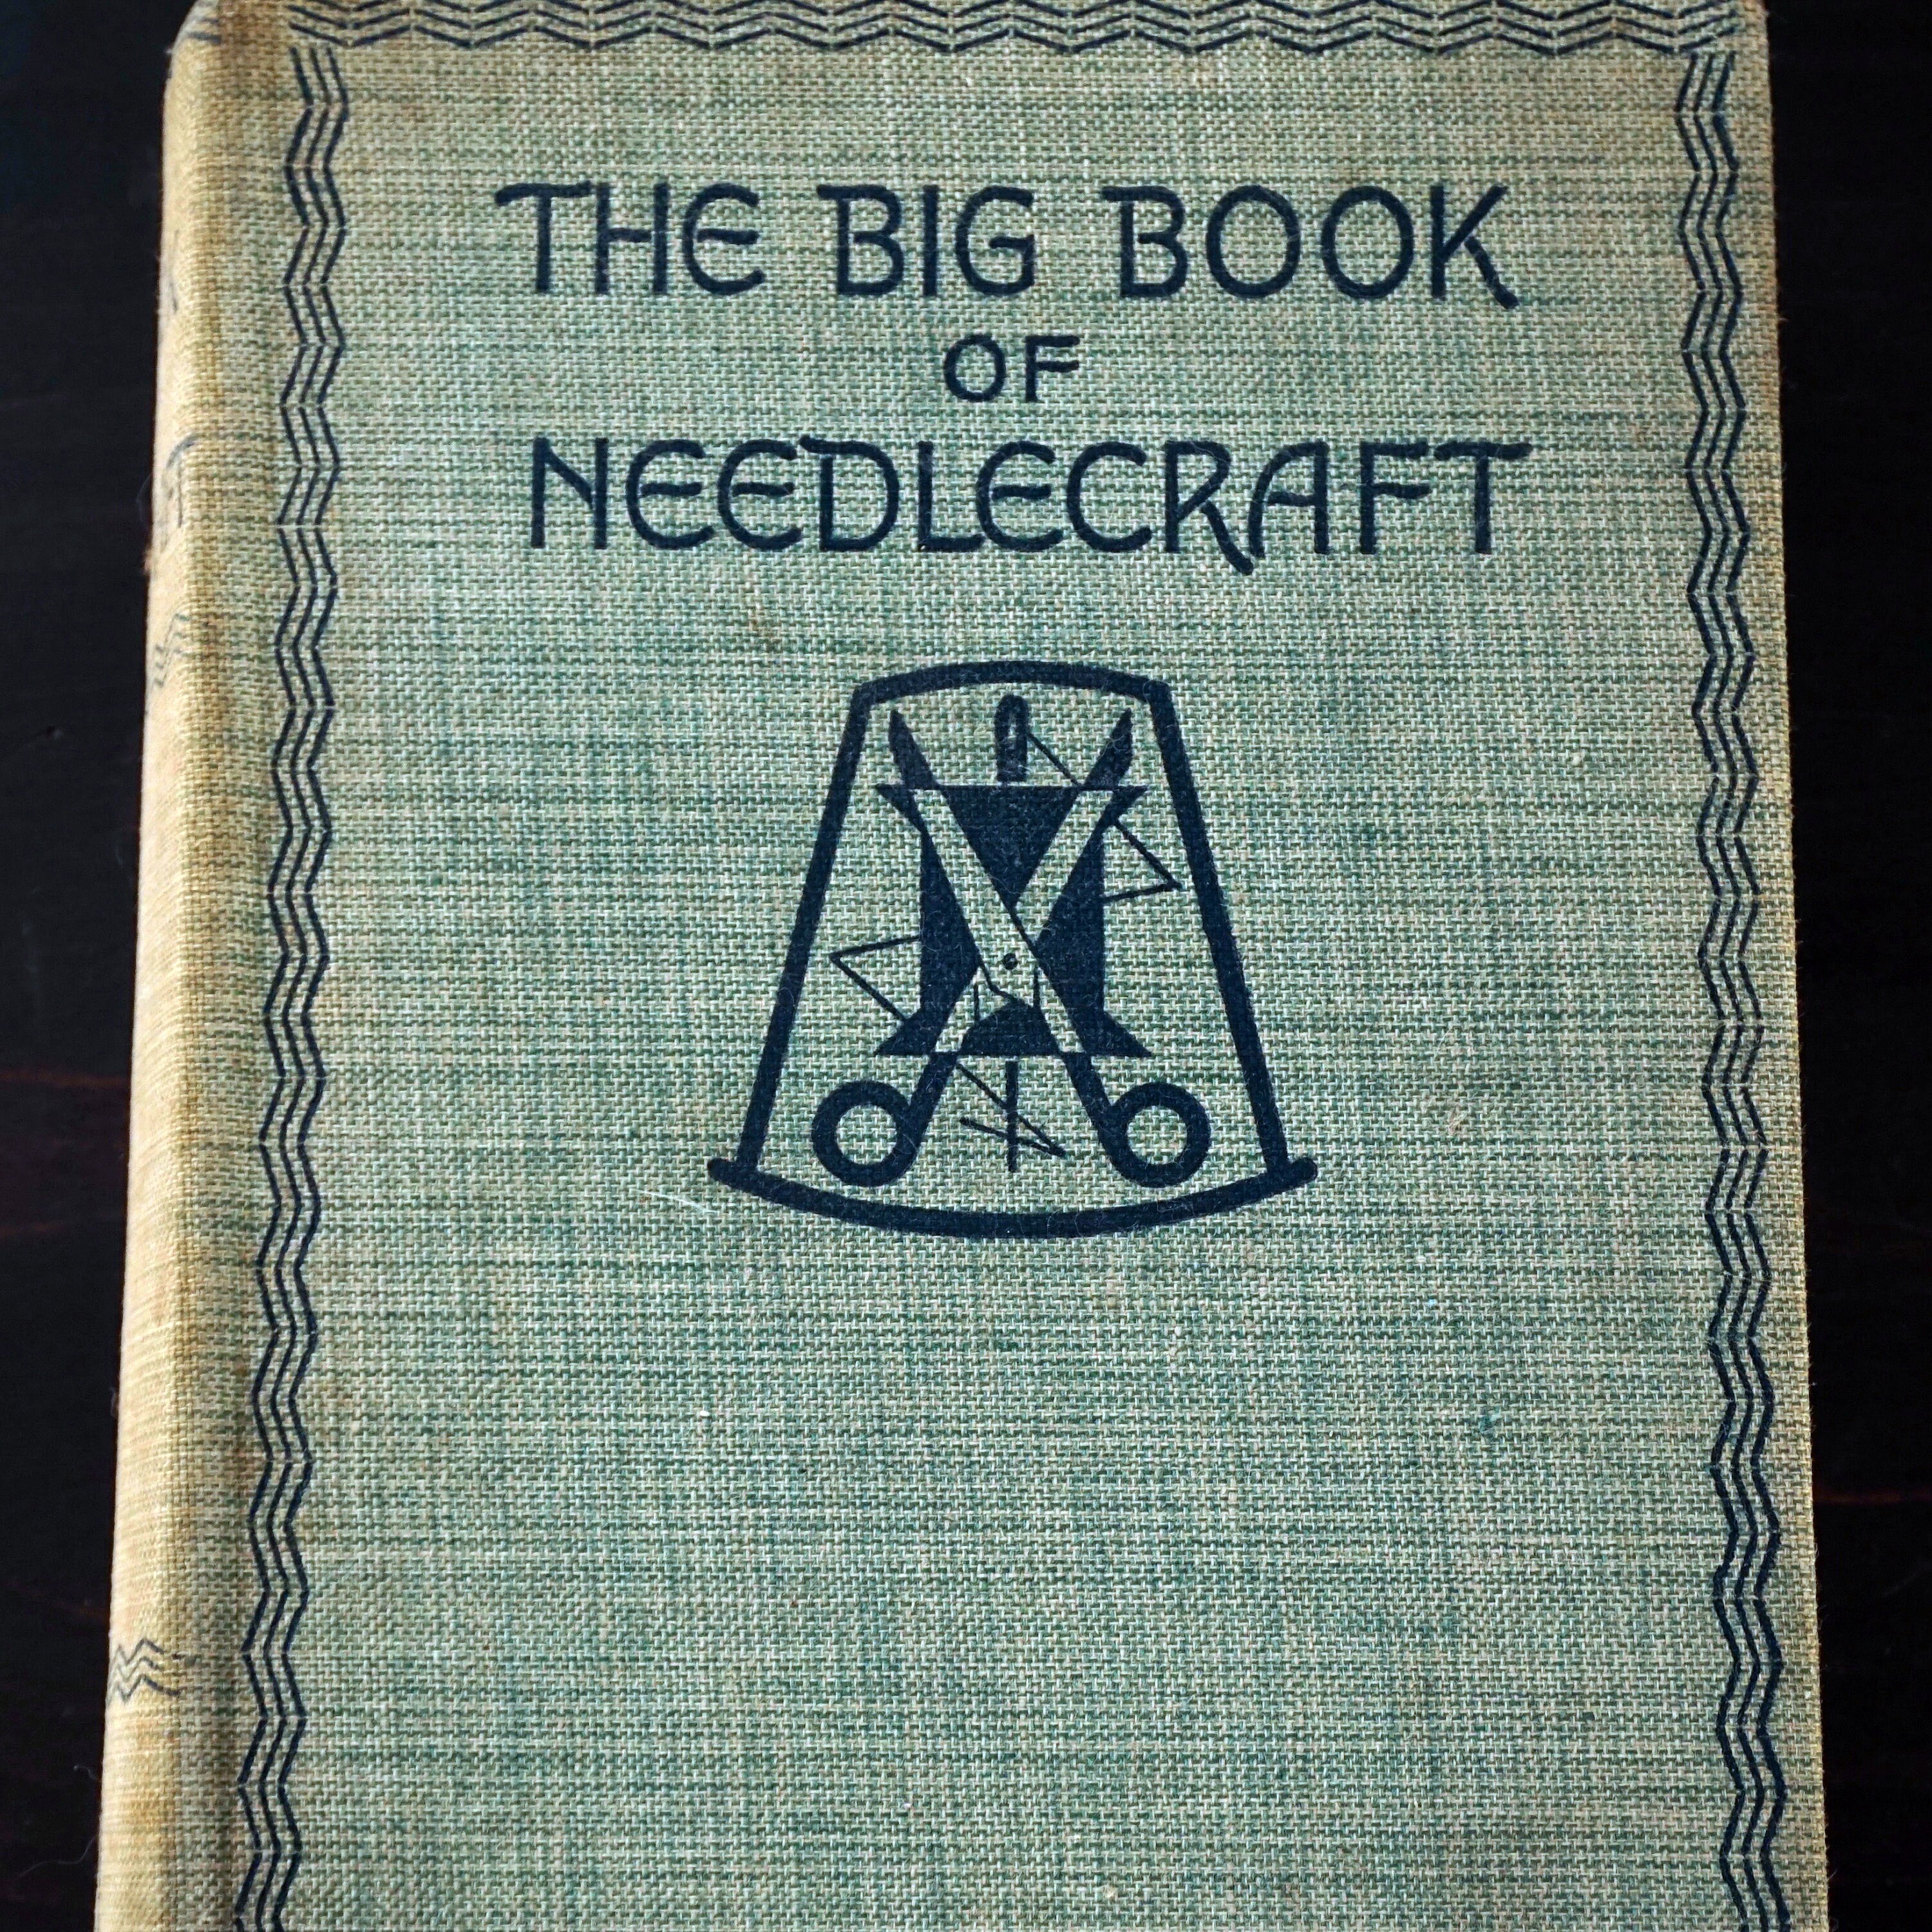 THE BIG BOOK
OF
NEEDLECRAFT